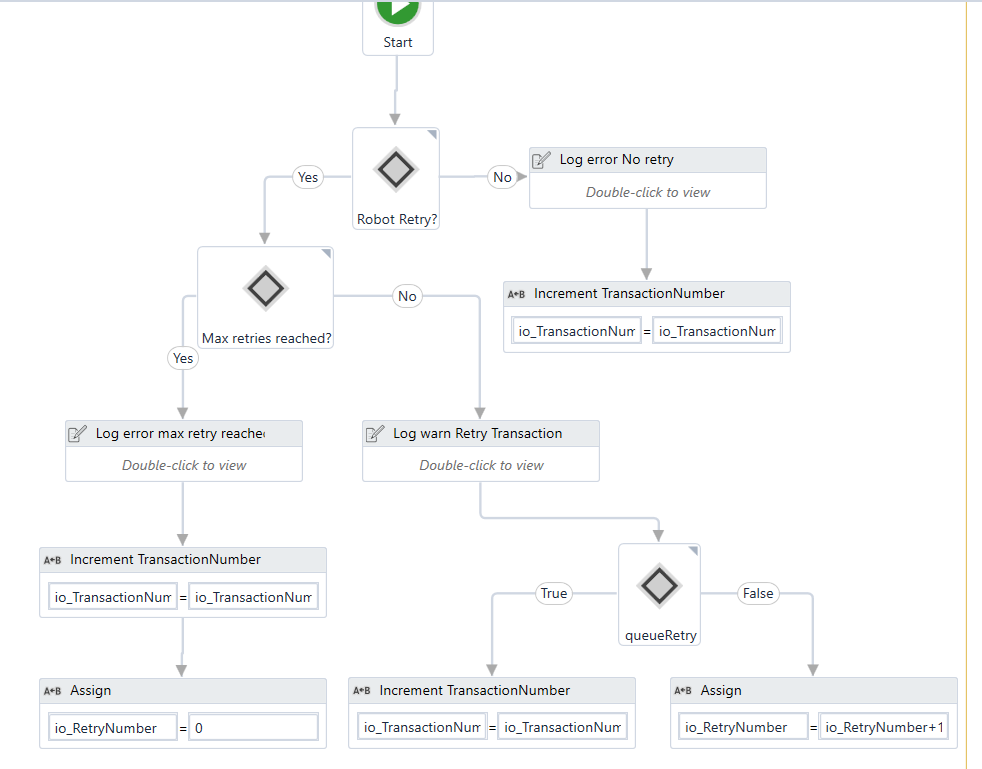 Start
Robot Retry?
Yes
No
Log error No retry
Double-click to view
A+B Increment TransactionNumber
io_TransactionNum = io_TransactionNum
Max retries reached?
No
Yes
Log error max retry reache
Double-click to view
Log warn Retry Transaction
Double-click to view
A+B Increment TransactionNumber
io_TransactionNum = io_TransactionNum
queueRetry
True
False
A+B Assign
io_RetryNumber = 0
A+B Increment TransactionNumber
io_TransactionNum = io_TransactionNum
A+B Assign
io_RetryNumber = io_RetryNumber+1